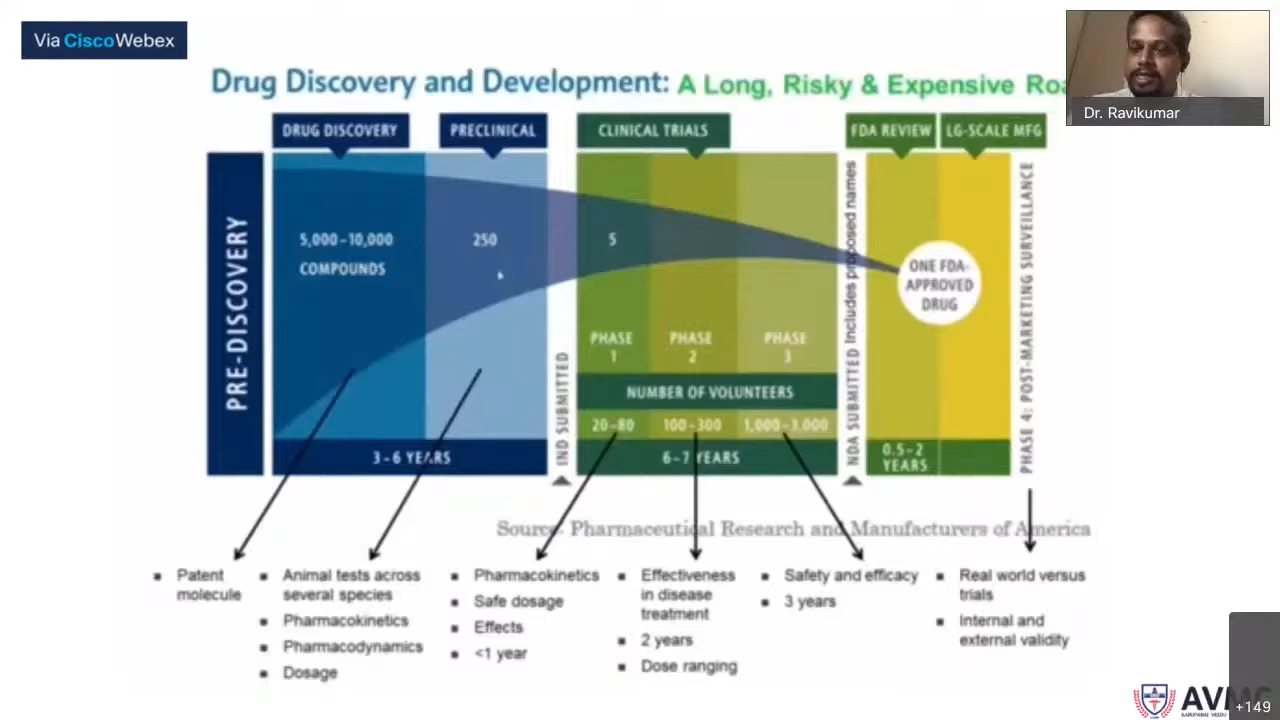 Via CiscoWebex
Drug Discovery and Development: A Long, Risky & Expensive Roa
Dr. Ravikumar
DRUG DISCOVERY
PRECLINICAL
CLINICAL TRIALS
FDA REVIEW
LG-SCALE MFG
PRE-DISCOVERY
5,000–10,000
COMPOUNDS
250
5
IND SUBMITTED
PHASE
1
PHASE
2
PHASE
3
NUMBER OF VOLUNTEERS
20–80
100–300
1,000–3,000
3–6 YEARS
6–7 YEARS
NDA SUBMITTED Includes proposed names
0.5–2
YEARS
ONE FDA-
APPROVED
DRUG
PHASE 4: POST-MARKETING SURVEILLANCE
Source: Pharmaceutical Research and Manufacturers of America
▪ Patent
molecule
▪ Animal tests across
several species
▪ Pharmacokinetics
▪ Pharmacodynamics
▪ Dosage
▪ Pharmacokinetics
▪ Safe dosage
▪ Effects
▪ <1 year
▪ Effectiveness
in disease
treatment
▪ 2 years
▪ Dose ranging
▪ Safety and efficacy
▪ 3 years
▪ Real world versus
trials
▪ Internal and
external validity
AVMC
+149